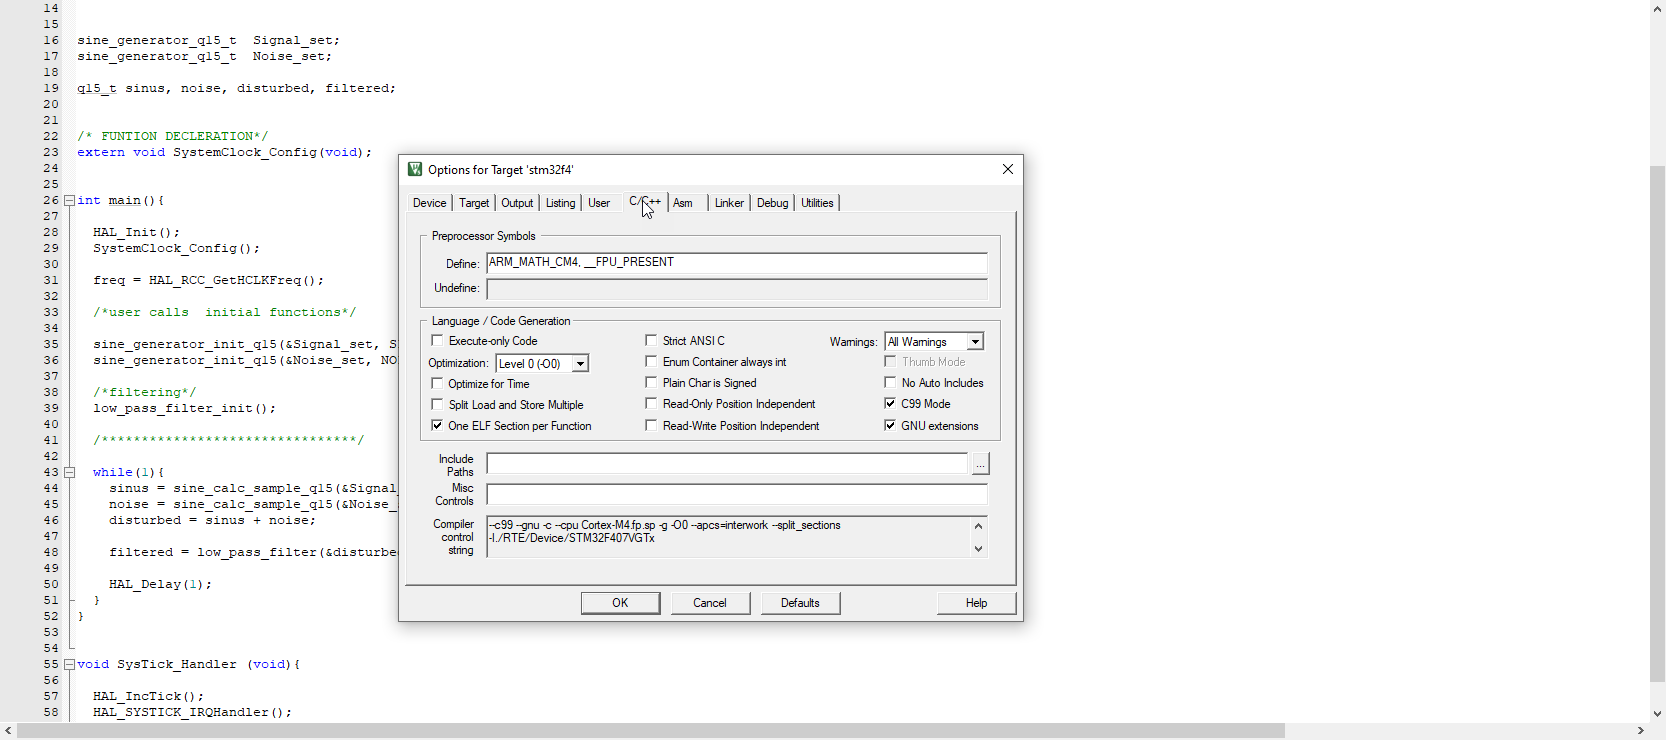 14
15
16 sine_generator_q15_t  Signal_set;
17 sine_generator_q15_t  Noise_set;
18
19 q15_t sinus, noise, disturbed, filtered;
20
21
22 /* FUNTION DECLERATION*/
23 extern void SystemClock_Config(void);
24
25
26 int main(){
27
28 HAL_Init();
29 SystemClock_Config();
30
31 freq = HAL_RCC_GetHCLKFreq();
32
33 /*user calls  initial functions*/
34
35 sine_generator_init_q15(&Signal_set, S
36 sine_generator_init_q15(&Noise_set, NO
37
38 /*filtering*/
39 low_pass_filter_init();
40
41 /********************************/
42
43 while(1){
44 sinus = sine_calc_sample_q15(&Signal_
45 noise = sine_calc_sample_q15(&Noise_
46 disturbed = sinus + noise;
47
48 filtered = low_pass_filter(&disturbe
49
50 HAL_Delay(1);
51 }
52 }
53
54
55 void SysTick_Handler (void){
56
57 HAL_IncTick();
58 HAL_SYSTICK_IRQHandler();
Options for Target 'stm32f4'
Device Target Output Listing User C/C++ Asm Linker Debug Utilities
Preprocessor Symbols
Define: ARM_MATH_CM4, __FPU_PRESENT
Undefine:
Language / Code Generation
Execute-only Code Strict ANSI C Warnings: All Warnings
Optimization: Level 0 (-O0) Enum Container always int Thumb Mode
Optimize for Time Plain Char is Signed No Auto Includes
Split Load and Store Multiple Read-Only Position Independent C99 Mode
One ELF Section per Function Read-Write Position Independent GNU extensions
Include
Paths ...
Misc
Controls
Compiler
control
string
--c99 --gnu -c --cpu Cortex-M4.fp.sp -g -O0 --apcs=interwork --split_sections
-I./RTE/Device/STM32F407VGTx
OK Cancel Defaults Help